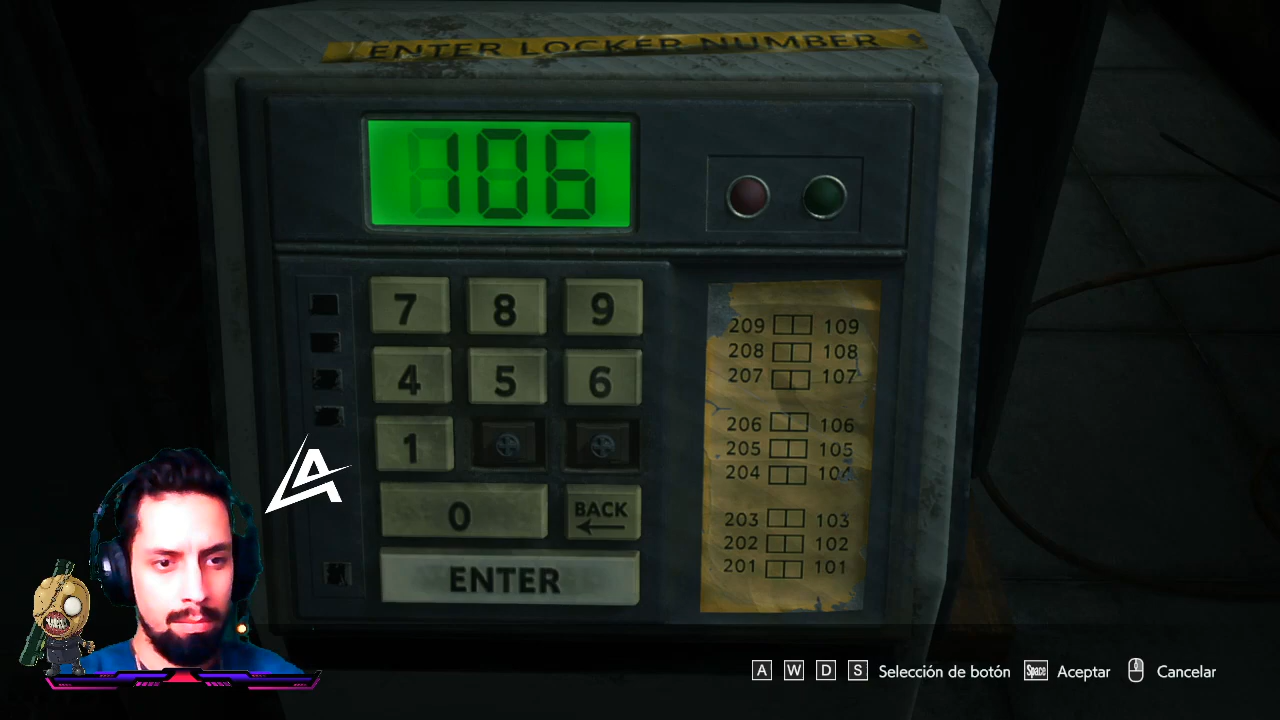 ENTER LOCKER NUMBER
106
7 8 9
4 5 6
1
0 BACK
ENTER
209 109
208 108
207 107
206 106
205 105
204 104
203 103
202 102
201 101
A W D S Selección de botón Space Aceptar Cancelar